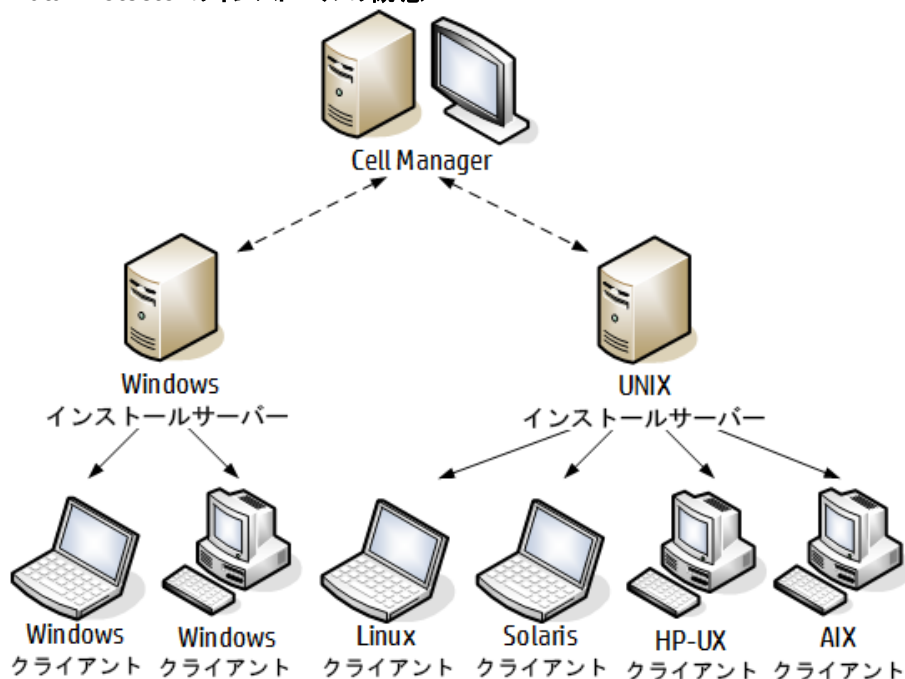 Cell Manager
Windows
インストールサーバー
UNIX
インストールサーバー
Windows
クライアント
Windows
クライアント
Linux
クライアント
Solaris
クライアント
HP-UX
クライアント
AIX
クライアント